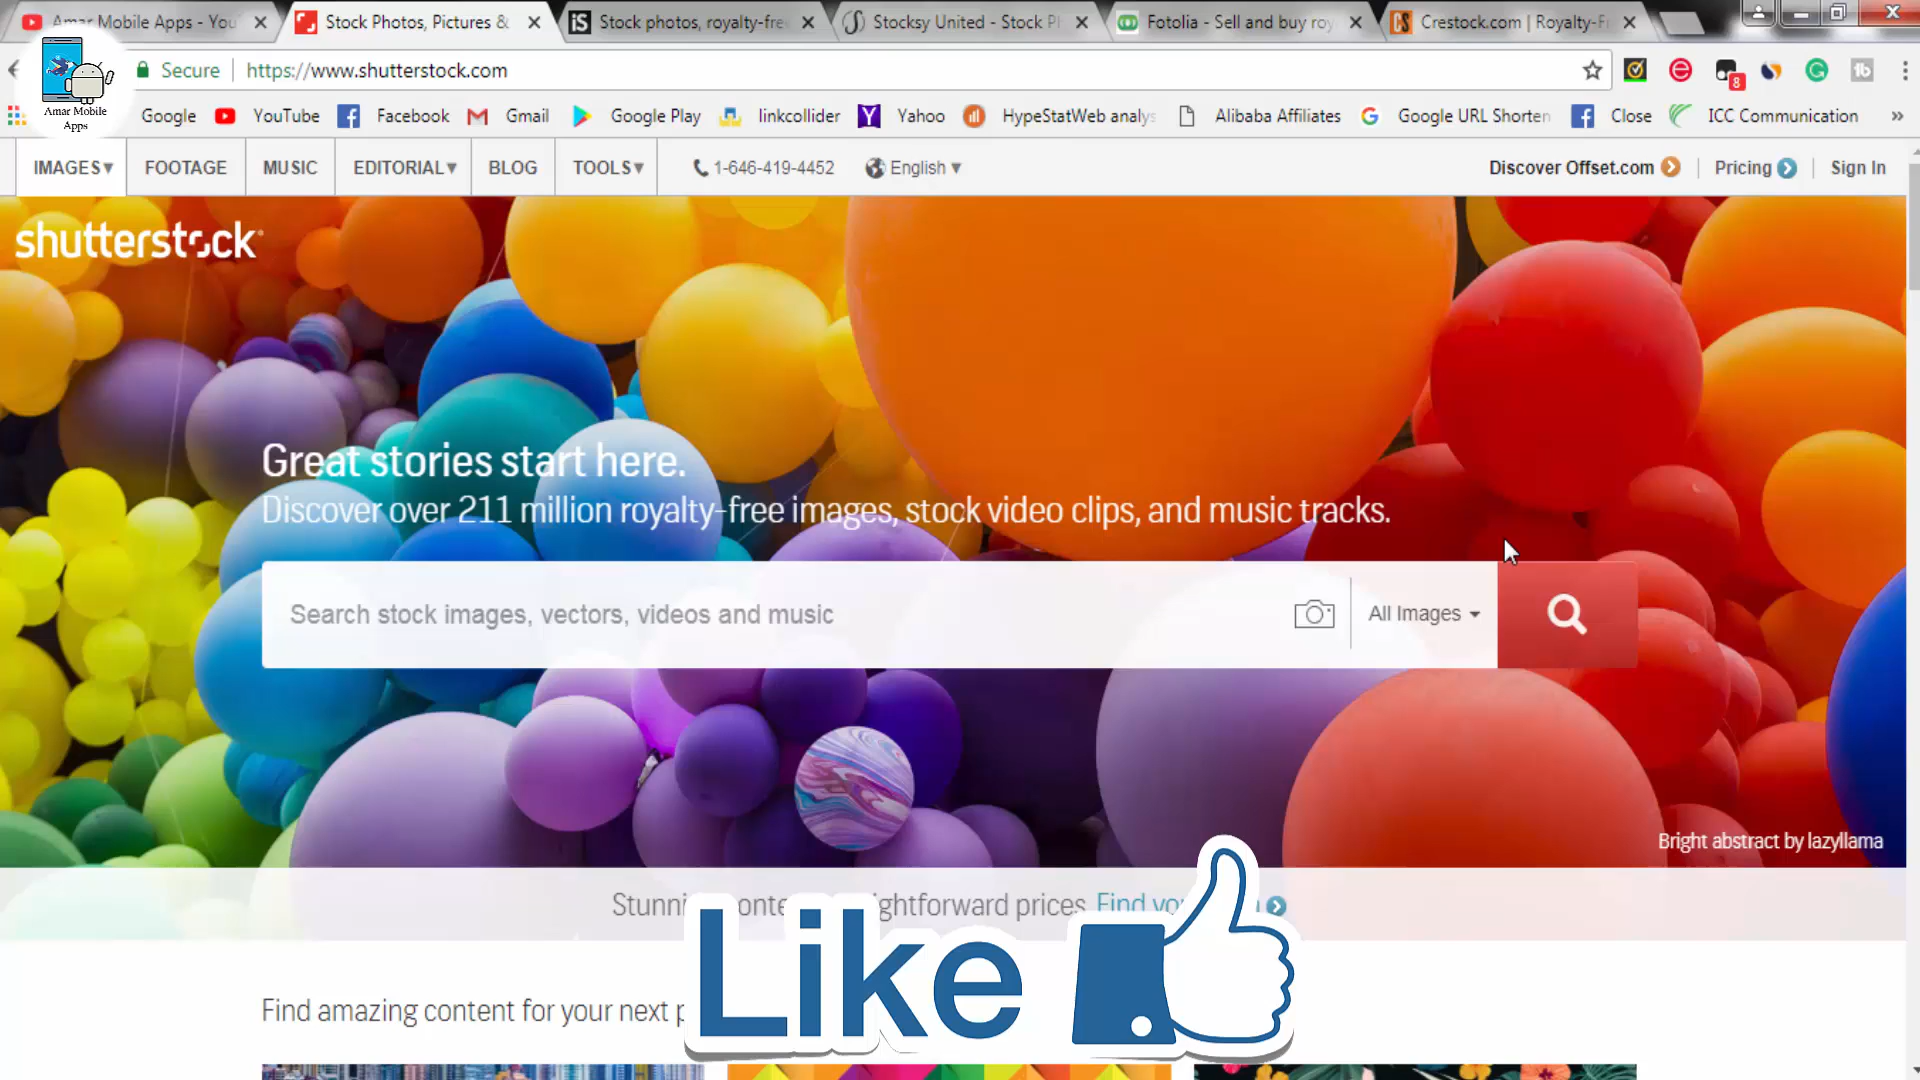 Amar Mobile Apps - You
Stock Photos, Pictures &
Stock photos, royalty-fre
Stocksy United - Stock P
Fotolia - Sell and buy roy
Crestock.com | Royalty-F
Secure
https://www.shutterstock.com
8
Amar Mobile
Apps
Google
YouTube
Facebook
Gmail
Google Play
linkcollider
Yahoo
HypeStatWeb analys
Alibaba Affiliates
Google URL Shorten
Close
ICC Communication
»
IMAGES
FOOTAGE
MUSIC
EDITORIAL
BLOG
TOOLS
1-646-419-4452
English
Discover Offset.com
Pricing
Sign In
shutterstock
Great stories start here.
Discover over 211 million royalty-free images, stock video clips, and music tracks.
Search stock images, vectors, videos and music
All Images
Bright abstract by lazyllama
prices
Like
Find amazing content for your next p